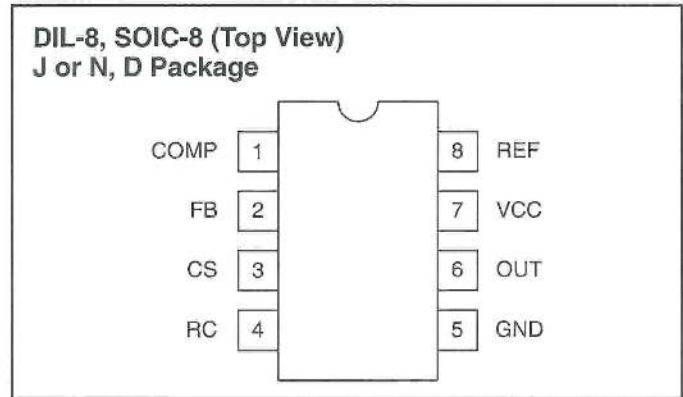 DIL-8, SOIC-8 (Top View)
J or N, D Package
COMP 1 8 REF
FB 2 7 VCC
CS 3 6 OUT
RC 4 5 GND